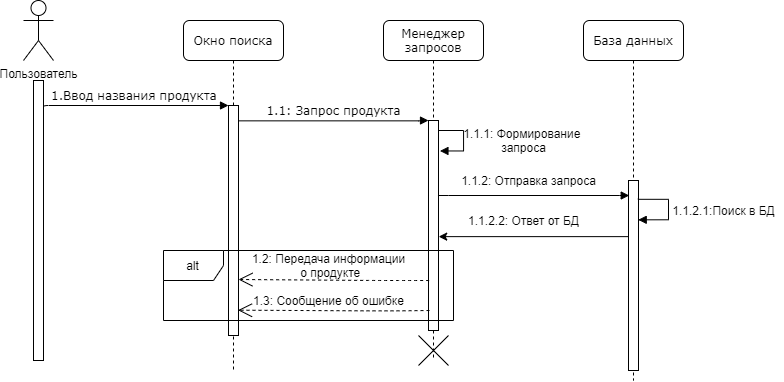 Пользователь
Окно поиска
Менеджер
запросов
База данных
1.Ввод названия продукта
1.1: Запрос продукта
1.1.1: Формирование
запроса
1.1.2: Отправка запроса
1.1.2.1:Поиск в БД
1.1.2.2: Ответ от БД
alt
1.2: Передача информации
о продукте
1.3: Сообщение об ошибке